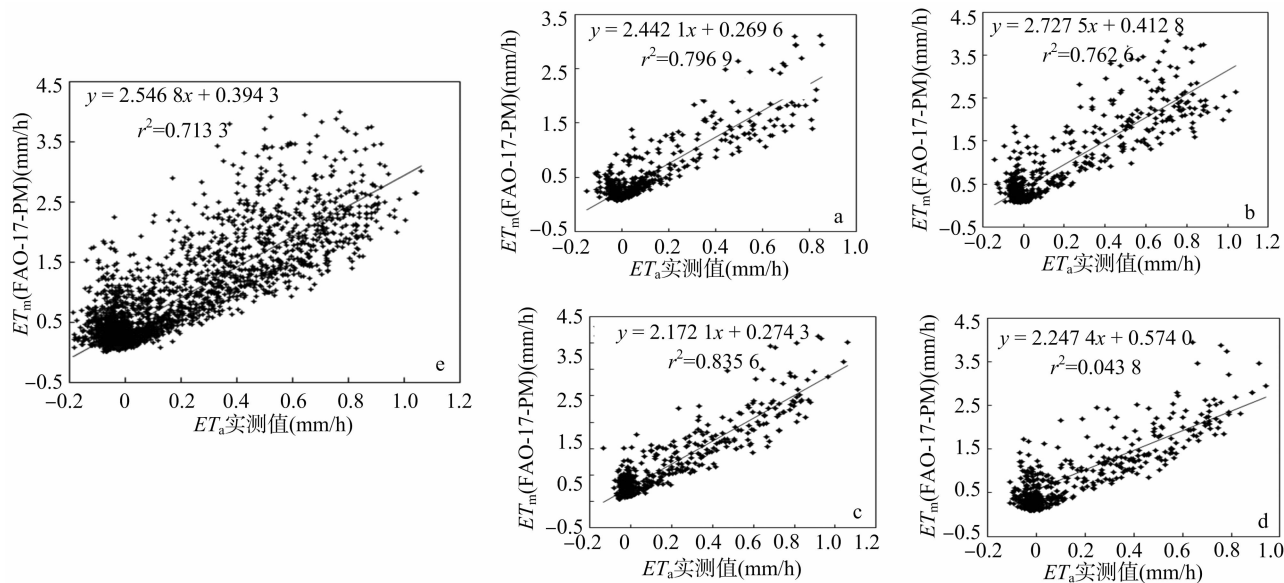 4.5
3.5
2.5
1.5
0.5
−0.5
ETm(FAO-17-PM)(mm/h)
y = 2.546 8x + 0.394 3
r²=0.713 3
e
−0.2 0 0.2 0.4 0.6 0.8 1.0 1.2
ETa实测值(mm/h)
3.5
2.5
1.5
0.5
−0.5
ETm(FAO-17-PM)(mm/h)
y = 2.442 1x + 0.269 6
r²=0.796 9
a
−0.2 0 0.2 0.4 0.6 0.8 1.0
ETa实测值(mm/h)
4.5
3.5
2.5
1.5
0.5
−0.5
ETm(FAO-17-PM)(mm/h)
y = 2.727 5x + 0.412 8
r²=0.762 6
b
−0.2 0 0.2 0.4 0.6 0.8 1.0 1.2
ETa实测值(mm/h)
4.5
3.5
2.5
1.5
0.5
−0.5
ETm(FAO-17-PM)(mm/h)
y = 2.172 1x + 0.274 3
r²=0.835 6
c
−0.2 0 0.2 0.4 0.6 0.8 1.0 1.2
ETa实测值(mm/h)
4.5
3.5
2.5
1.5
0.5
−0.5
ETm(FAO-17-PM)(mm/h)
y = 2.247 4x + 0.574 0
r²=0.043 8
d
−0.2 0 0.2 0.4 0.6 0.8 1.0
ETa实测值(mm/h)